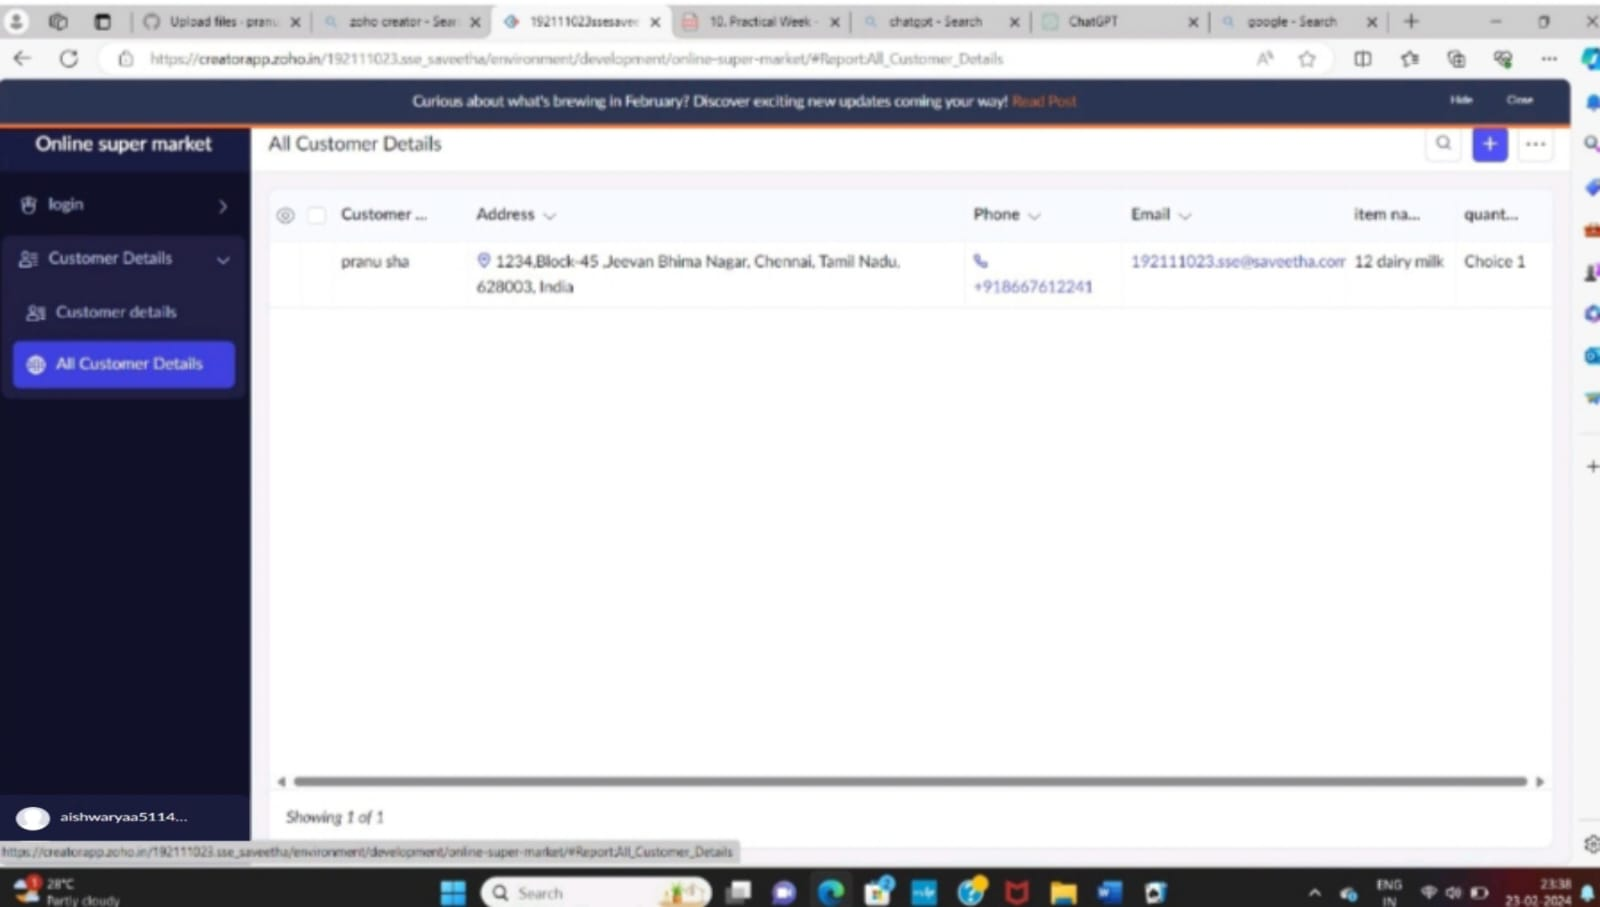 Upload files - pranu
zoho creator - Sear
192111023ssesavee
10. Practical Week -
chatgpt - Search
ChatGPT
google - Search
https://creatorapp.zoho.in/192111023.sse_saveetha/environment/development/online-super-market/#Report:All_Customer_Details
Curious about what's brewing in February? Discover exciting new updates coming your way! Read Post
Hide
Close
Online super market
All Customer Details
login
Customer Details
Customer details
All Customer Details
Customer ...
Address
Phone
Email
item na...
quant...
pranu sha
1234,Block-45 ,Jeevan Bhima Nagar, Chennai, Tamil Nadu,
628003, India
+918667612241
192111023.sse@saveetha.com
12 dairy milk
Choice 1
Showing 1 of 1
aishwaryaa5114...
https://creatorapp.zoho.in/192111023.sse_saveetha/environment/development/online-super-market/#Report:All_Customer_Details
1
28°C
Partly cloudy
Search
ENG
IN
23:38
23-02-2024